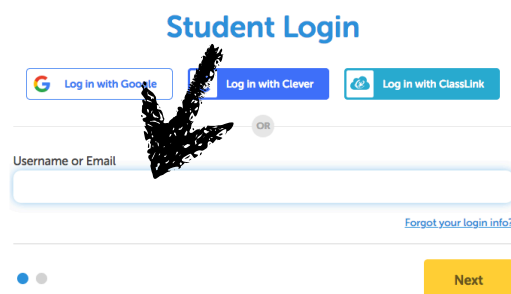 Student Login
Log in with Google
Log in with Clever
Log In with ClassLink
OR
Username or Email
Forgot your login info?
Next